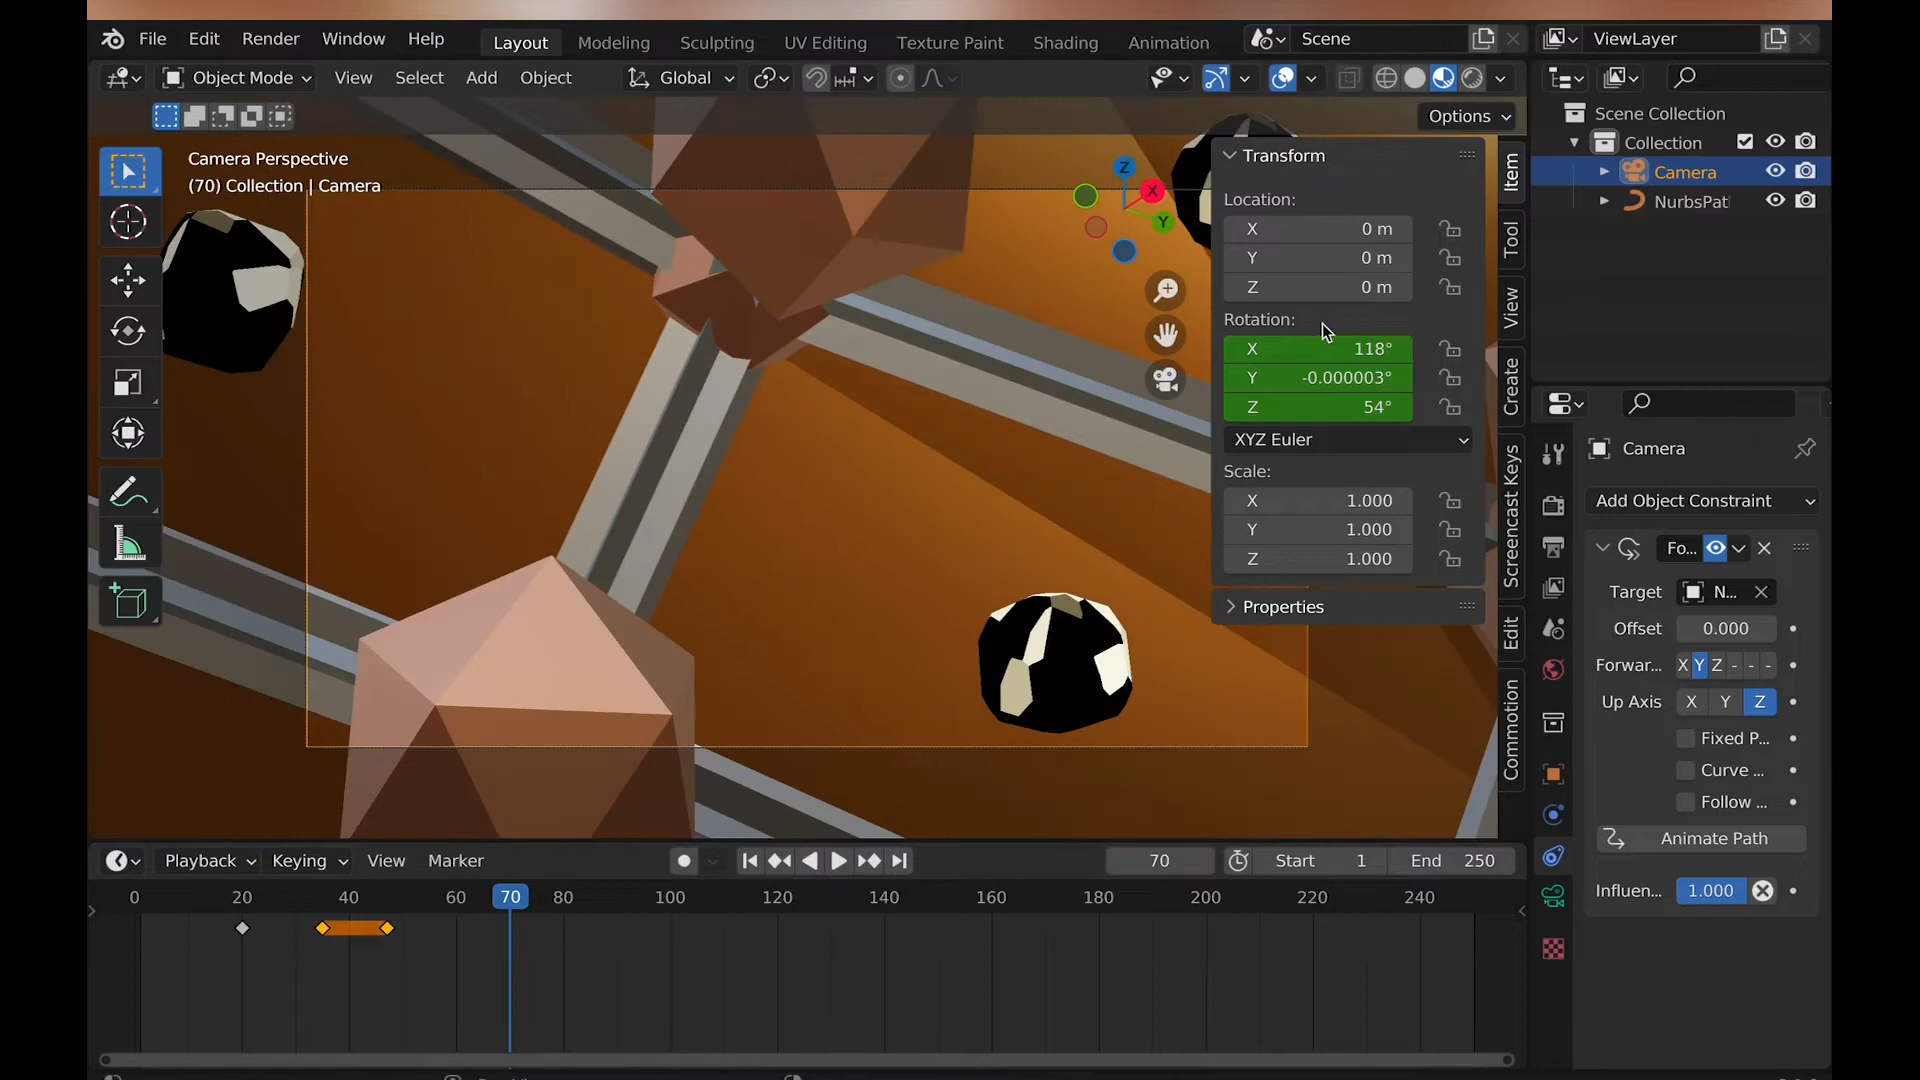 File Edit Render Window Help Layout Modeling Sculpting UV Editing Texture Paint Shading Animation Scene ViewLayer
Object Mode View Select Add Object Global
Options
Camera Perspective
(70) Collection | Camera
Z
X
Y
Transform
Location:
X 0 m
Y 0 m
Z 0 m
Rotation:
X 118°
Y -0.000003°
Z 54°
XYZ Euler
Scale:
X 1.000
Y 1.000
Z 1.000
Properties
Item
Tool
View
Create
Screencast Keys
Edit
Commotion
Scene Collection
Collection
Camera
NurbsPat
Camera
Add Object Constraint
Fo...
Target N...
Offset 0.000
Forwar... X Y Z - - -
Up Axis X Y Z
Fixed P...
Curve ...
Follow ...
Animate Path
Influen... 1.000
Playback Keying View Marker 70 Start 1 End 250
0 20 40 60 70 80 100 120 140 160 180 200 220 240